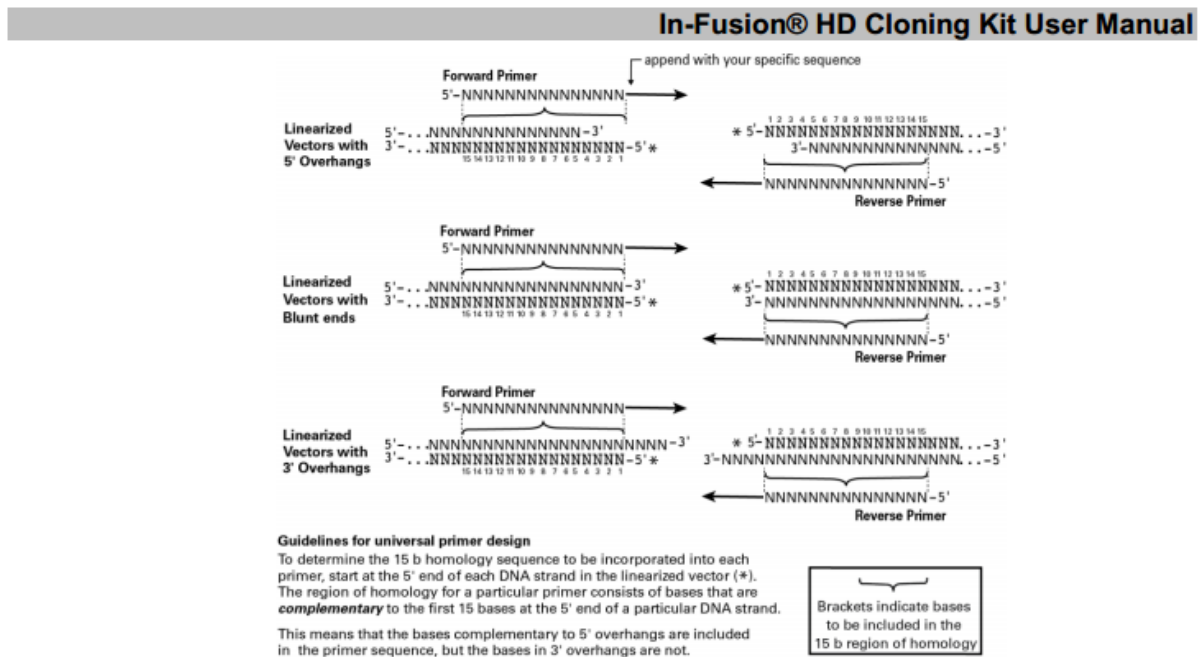 In-Fusion® HD Cloning Kit User Manual
append with your specific sequence
Forward Primer
5'-NNNNNNNNNNNNNNN
Linearized
Vectors with
5' Overhangs
5'-...NNNNNNNNNNNNNN-3'
3'-...NNNNNNNNNNNNNNNNNN-5'*
15 14 13 12 11 10 9 8 7 6 5 4 3 2 1
1 2 3 4 5 6 7 8 9 10 11 12 13 14 15
* 5'-NNNNNNNNNNNNNNNNNN...-3'
3'-NNNNNNNNNNNNNN...-5'
NNNNNNNNNNNNNNN-5'
Reverse Primer
Forward Primer
5'-NNNNNNNNNNNNNNN
Linearized
Vectors with
Blunt ends
5'-...NNNNNNNNNNNNNNNNNN-3'
3'-...NNNNNNNNNNNNNNNNNN-5'*
15 14 13 12 11 10 9 8 7 6 5 4 3 2 1
1 2 3 4 5 6 7 8 9 10 11 12 13 14 15
* 5'-NNNNNNNNNNNNNNNNNN...-3'
3'-NNNNNNNNNNNNNNNNNN...-5'
NNNNNNNNNNNNNNN-5'
Reverse Primer
Forward Primer
5'-NNNNNNNNNNNNNNN
Linearized
Vectors with
3' Overhangs
5'-...NNNNNNNNNNNNNNNNNNNNNN-3'
3'-...NNNNNNNNNNNNNNNNNN-5'*
15 14 13 12 11 10 9 8 7 6 5 4 3 2 1
1 2 3 4 5 6 7 8 9 10 11 12 13 14 15
* 5'-NNNNNNNNNNNNNNNNNN...-3'
3'-NNNNNNNNNNNNNNNNNNNNNN...-5'
NNNNNNNNNNNNNNN-5'
Reverse Primer
Guidelines for universal primer design
To determine the 15 b homology sequence to be incorporated into each
primer, start at the 5' end of each DNA strand in the linearized vector (*).
The region of homology for a particular primer consists of bases that are
complementary to the first 15 bases at the 5' end of a particular DNA strand.
This means that the bases complementary to 5' overhangs are included
in the primer sequence, but the bases in 3' overhangs are not.
Brackets indicate bases
to be included in the
15 b region of homology